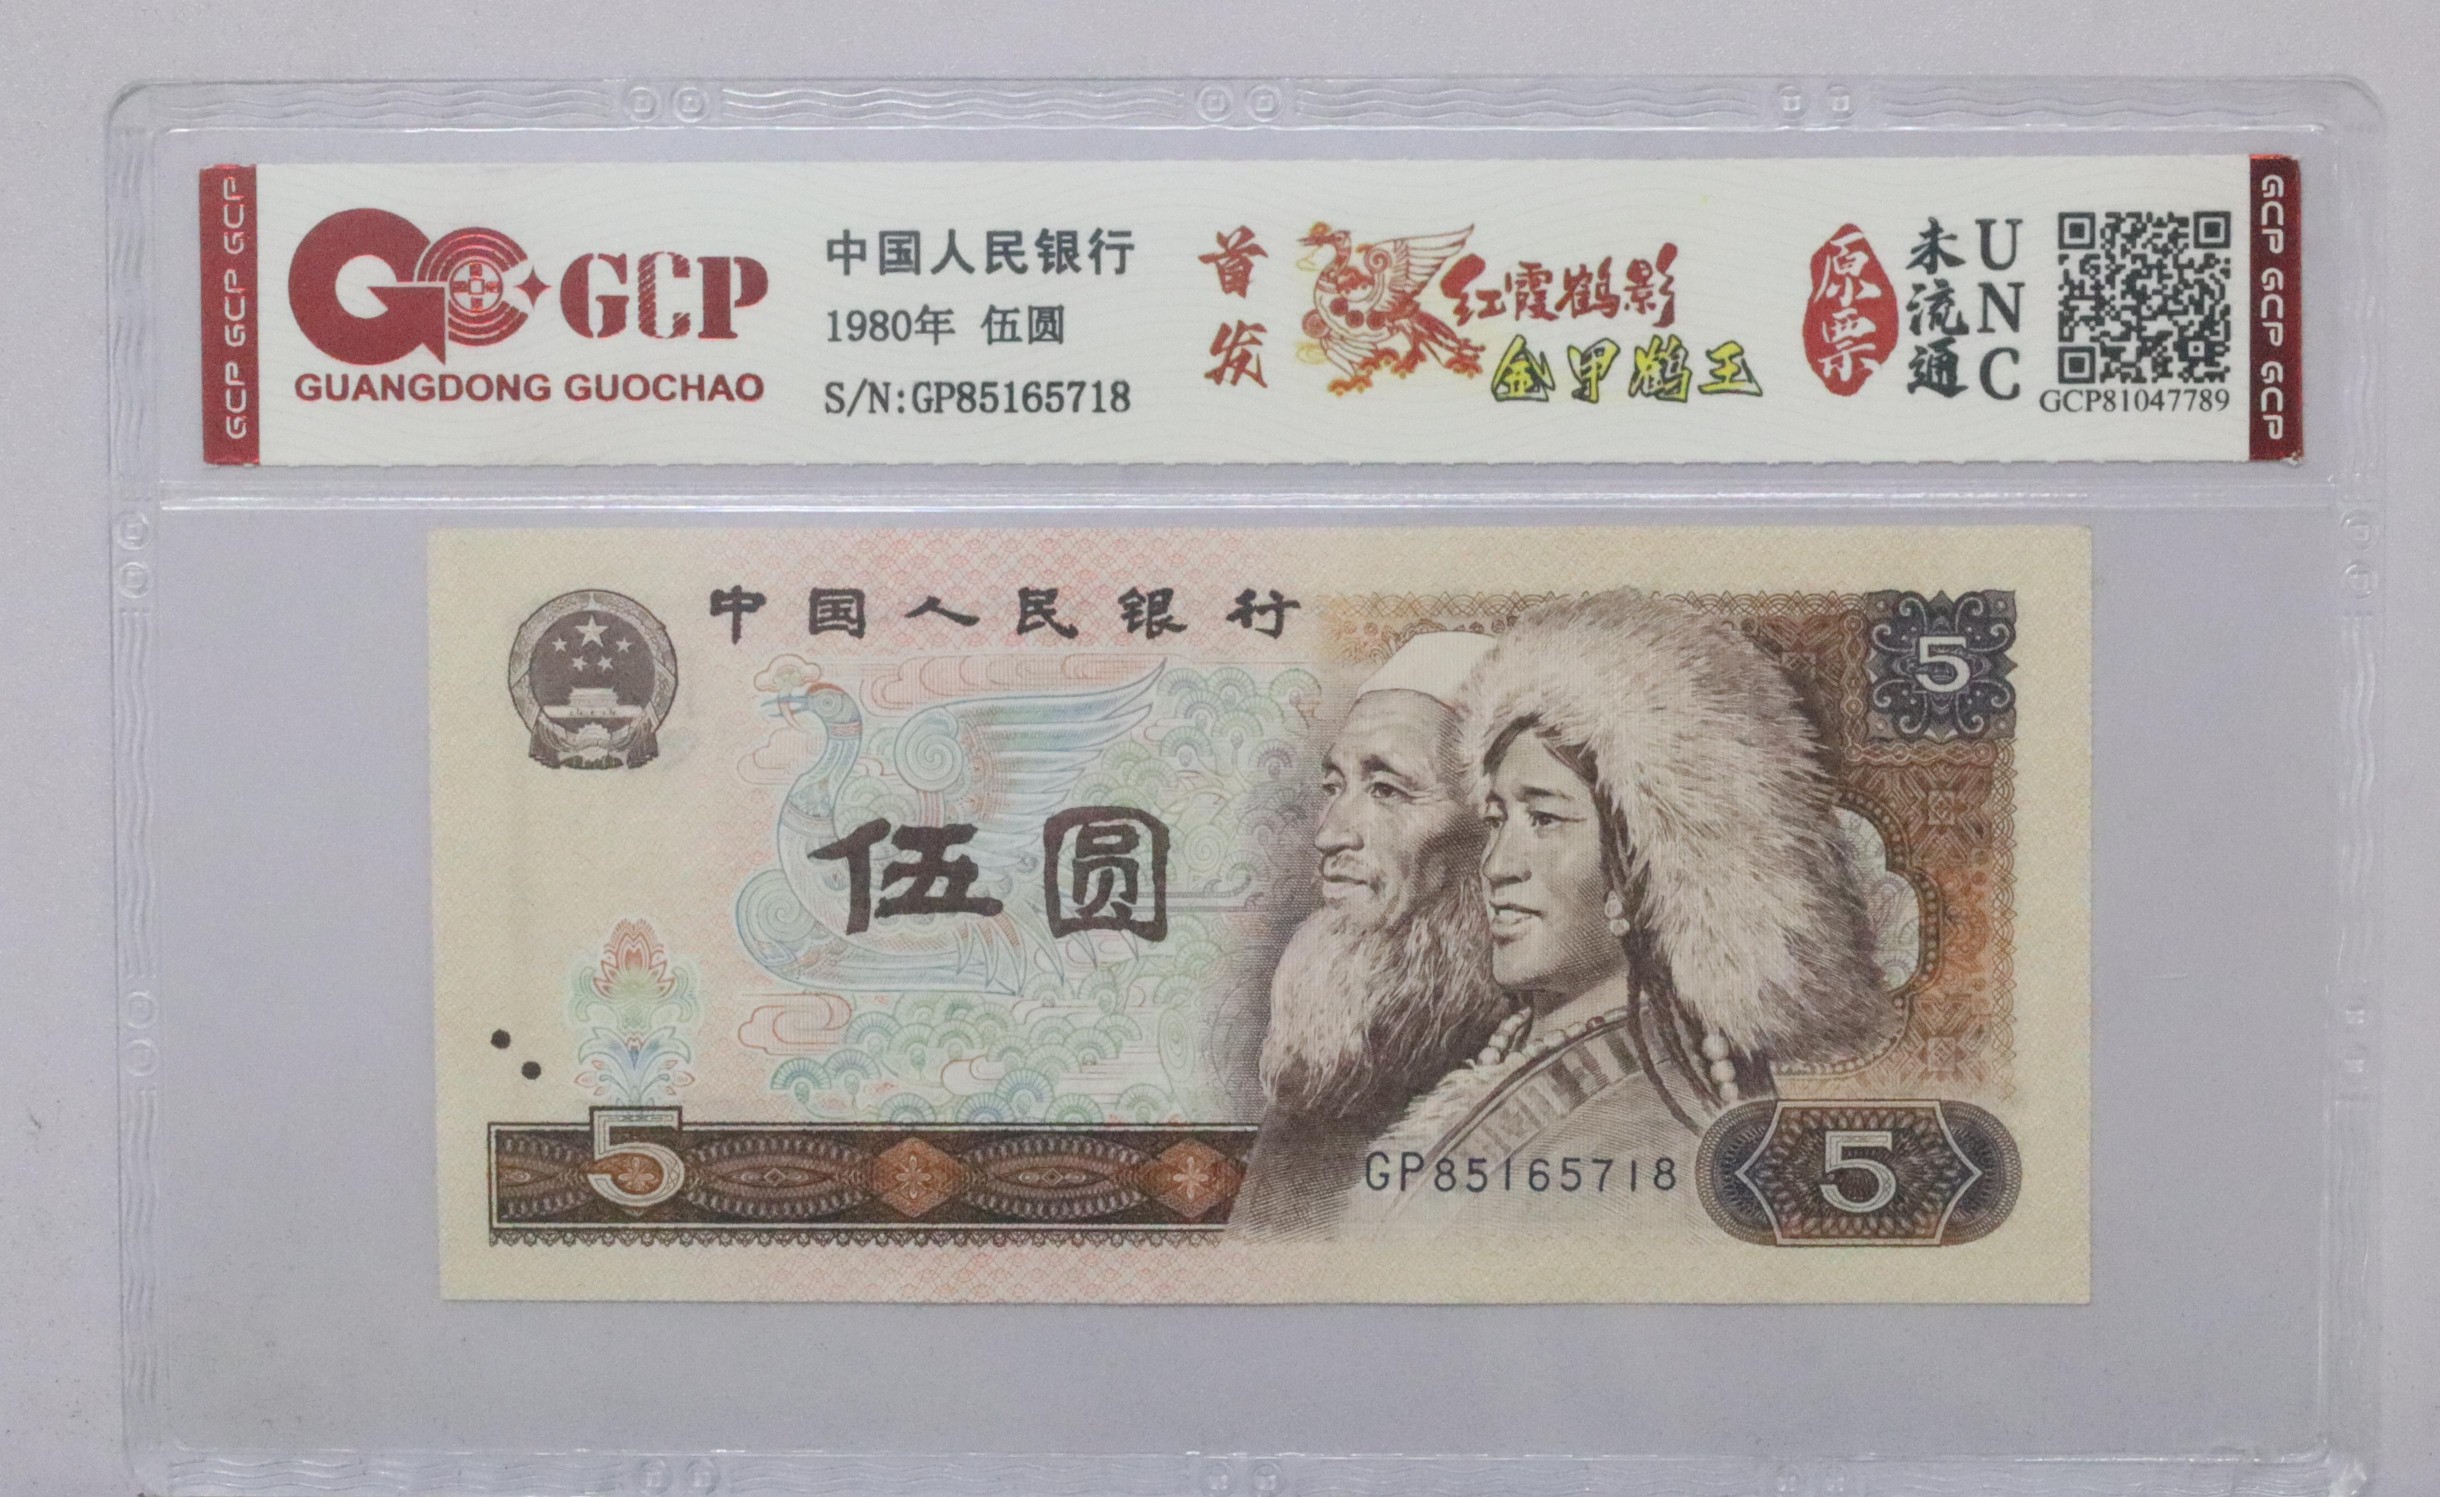 GCP GCP GCP
GCP
GUANGDONG GUOCHAO
中国人民银行
1980年 伍圆
S/N:GP85165718
首发
红霞鹤影
金甲鹤王
原票
未流通
UNC
GCP81047789
GCP GCP GCP
中国人民银行
5
伍圆
5
GP85165718
5